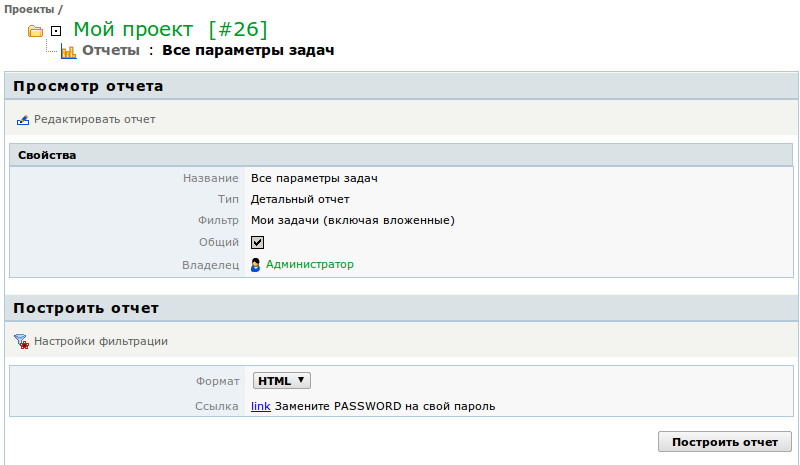 Проекты /
Мой проект [#26]
Отчеты : Все параметры задач
Просмотр отчета
Редактировать отчет
Свойства
Название Все параметры задач
Тип Детальный отчет
Фильтр Мои задачи (включая вложенные)
Общий
Владелец Администратор
Построить отчет
Настройки фильтрации
Формат HTML
Ссылка link Замените PASSWORD на свой пароль
Построить отчет